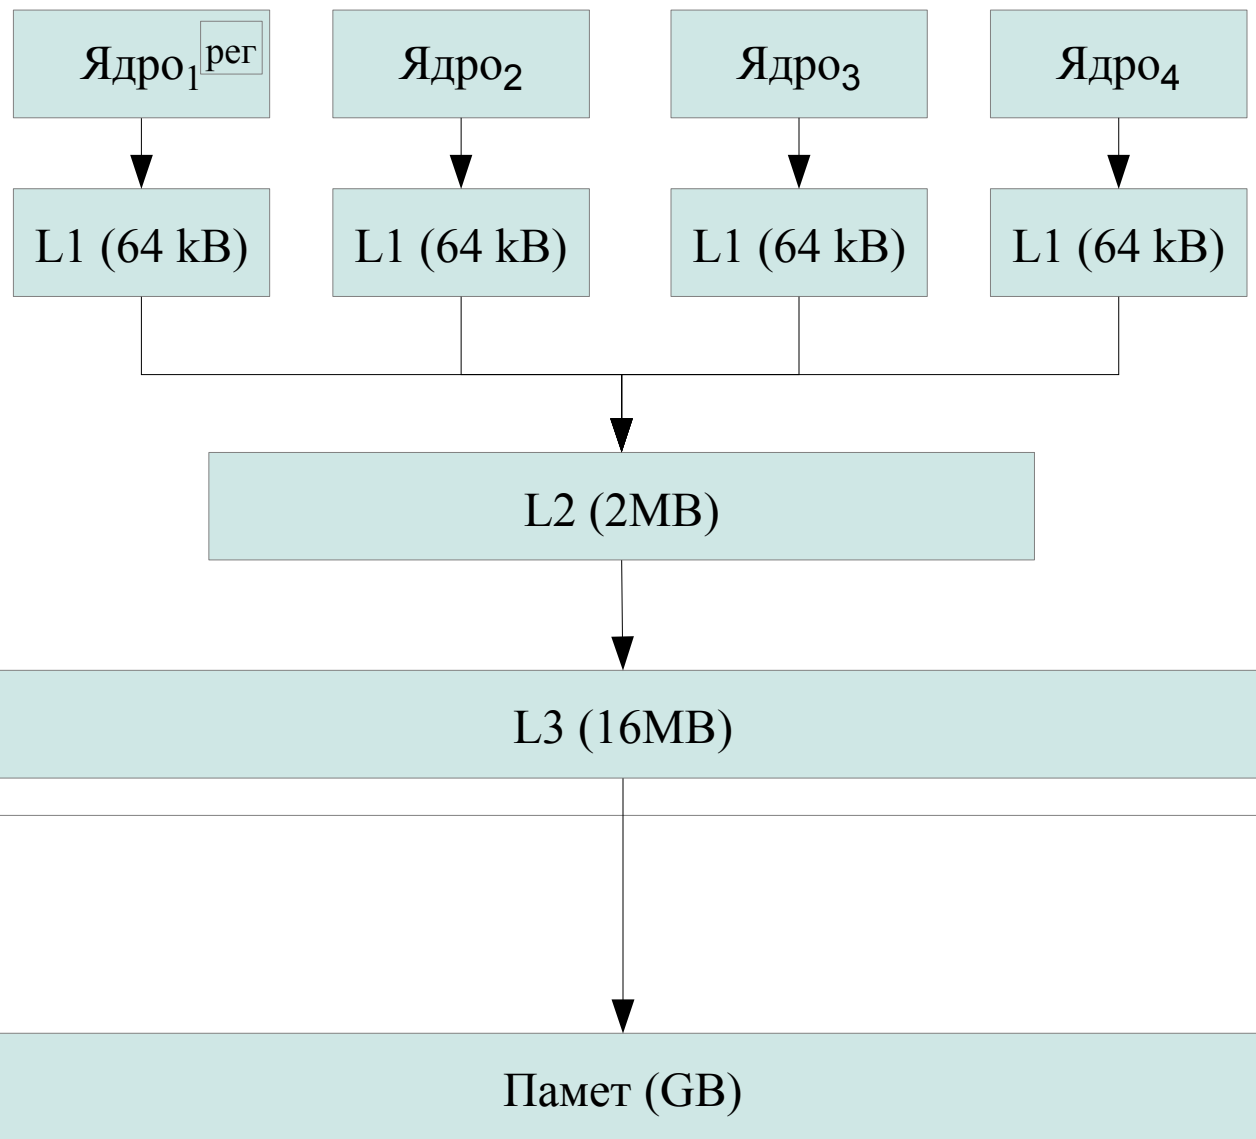 Ядро1 рег
Ядро2
Ядро3
Ядро4
L1 (64 kB)
L1 (64 kB)
L1 (64 kB)
L1 (64 kB)
L2 (2MB)
L3 (16MB)
Памет (GB)